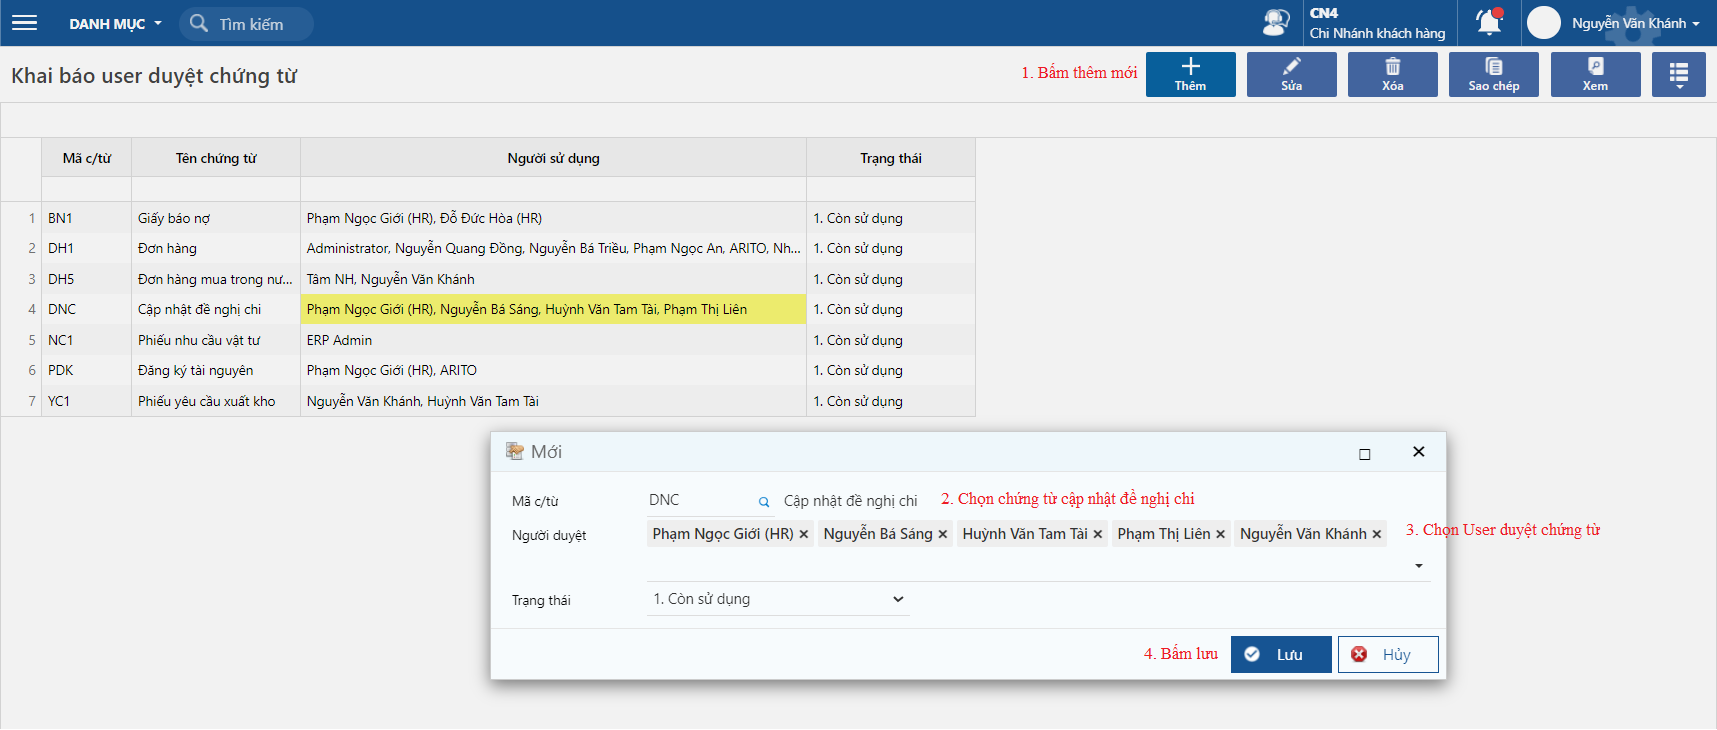 DANH MỤC
Tìm kiếm
CN4
Chi Nhánh khách hàng
Nguyễn Văn Khánh
Khai báo user duyệt chứng từ
1. Bấm thêm mới
Thêm
Sửa
Xóa
Sao chép
Xem
Mã c/từ Tên chứng từ Người sử dụng Trạng thái
1 BN1 Giấy báo nợ Phạm Ngọc Giới (HR), Đỗ Đức Hòa (HR) 1. Còn sử dụng
2 DH1 Đơn hàng Administrator, Nguyễn Quang Đồng, Nguyễn Bá Triều, Phạm Ngọc An, ARITO, Nh... 1. Còn sử dụng
3 DH5 Đơn hàng mua trong nư... Tâm NH, Nguyễn Văn Khánh 1. Còn sử dụng
4 DNC Cập nhật đề nghị chi Phạm Ngọc Giới (HR), Nguyễn Bá Sáng, Huỳnh Văn Tam Tài, Phạm Thị Liên 1. Còn sử dụng
5 NC1 Phiếu nhu cầu vật tư ERP Admin 1. Còn sử dụng
6 PDK Đăng ký tài nguyên Phạm Ngọc Giới (HR), ARITO 1. Còn sử dụng
7 YC1 Phiếu yêu cầu xuất kho Nguyễn Văn Khánh, Huỳnh Văn Tam Tài 1. Còn sử dụng
Mới
Mã c/từ DNC Cập nhật đề nghị chi 2. Chọn chứng từ cập nhật đề nghị chi
Người duyệt Phạm Ngọc Giới (HR) Nguyễn Bá Sáng Huỳnh Văn Tam Tài Phạm Thị Liên Nguyễn Văn Khánh 3. Chọn User duyệt chứng từ
Trạng thái 1. Còn sử dụng
4. Bấm lưu Lưu Hủy